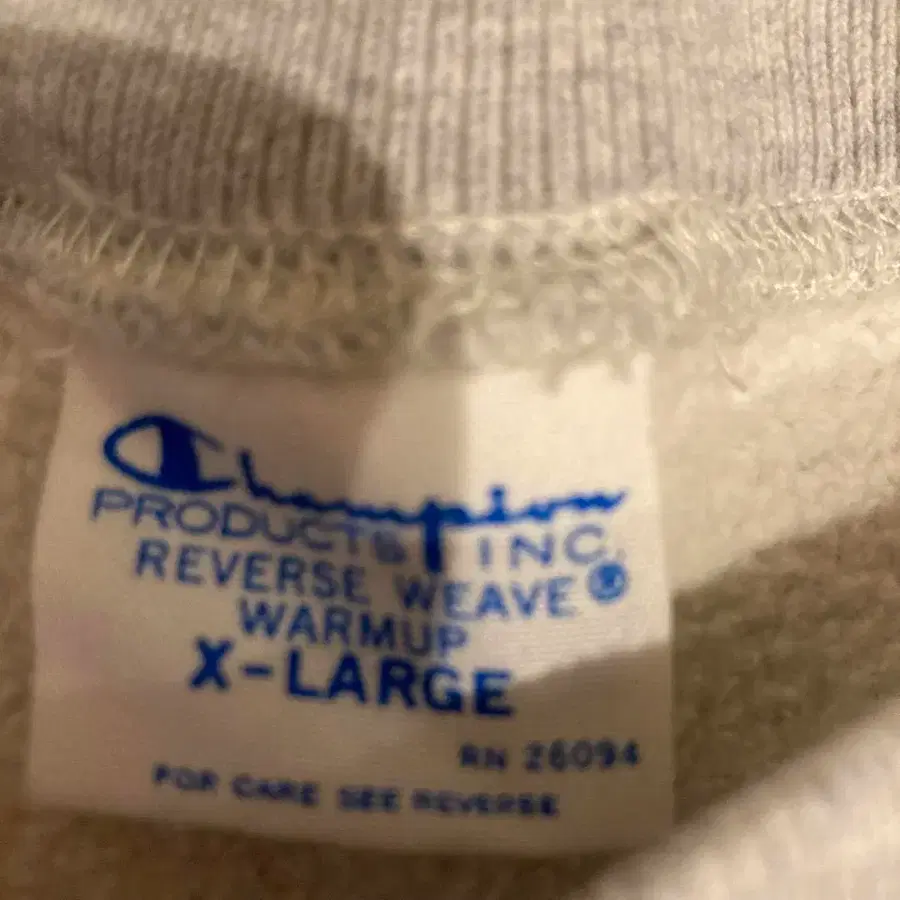 Champion
PRODUCTS INC.
REVERSE WEAVE®
WARMUP
X-LARGE
RN 26094
FOR CARE SEE REVERSE